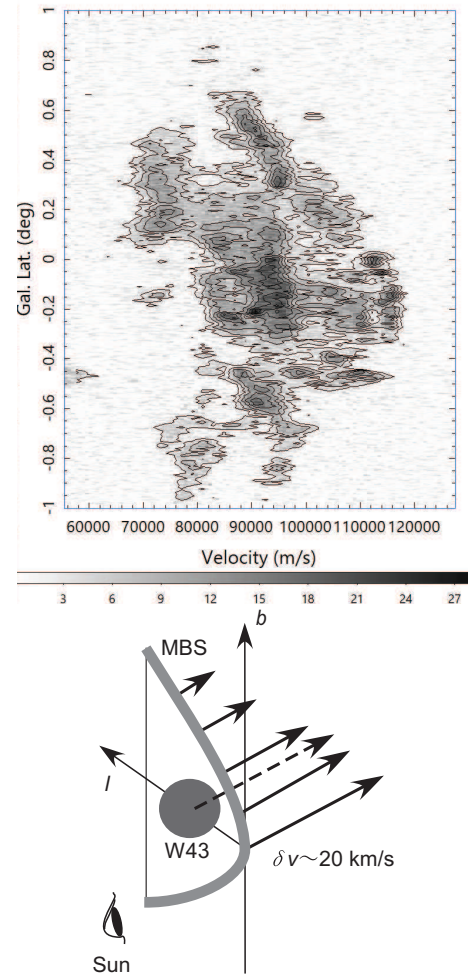 1
0.8
0.6
0.4
0.2
0
-0.2
-0.4
-0.6
-0.8
-1
Gal. Lat. (deg)
60000 70000 80000 90000 100000 110000 120000
Velocity (m/s)
3 6 9 12 15 18 21 24 27
b
MBS
l
W43
δv~20 km/s
Sun